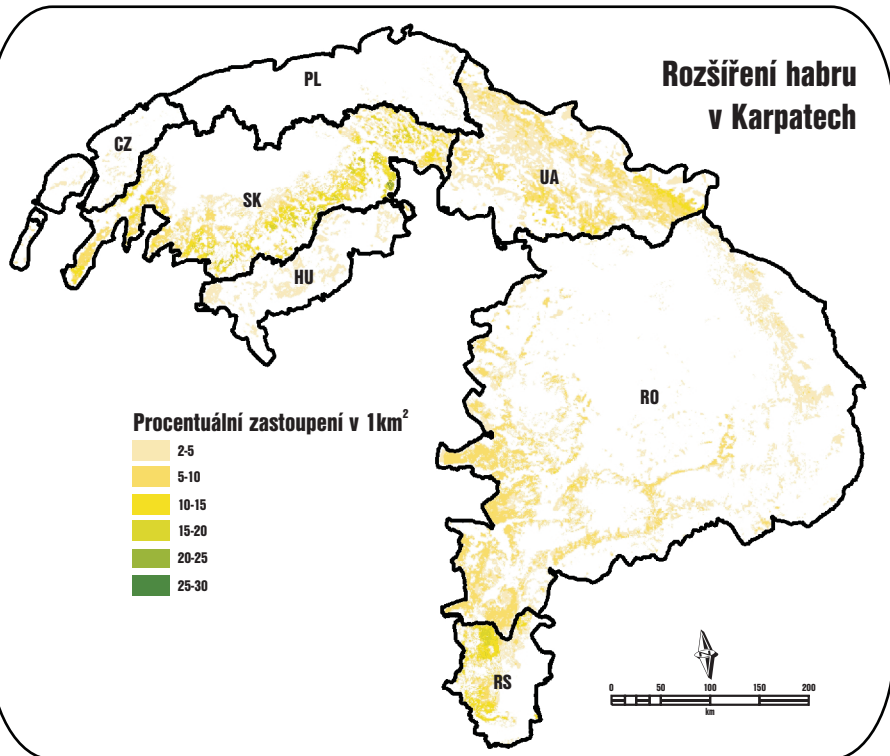 Rozšíření habru
v Karpatech
PL
CZ
SK
UA
HU
RO
RS
Procentuální zastoupení v 1km²
2-5
5-10
10-15
15-20
20-25
25-30
0 50 100 150 200
km